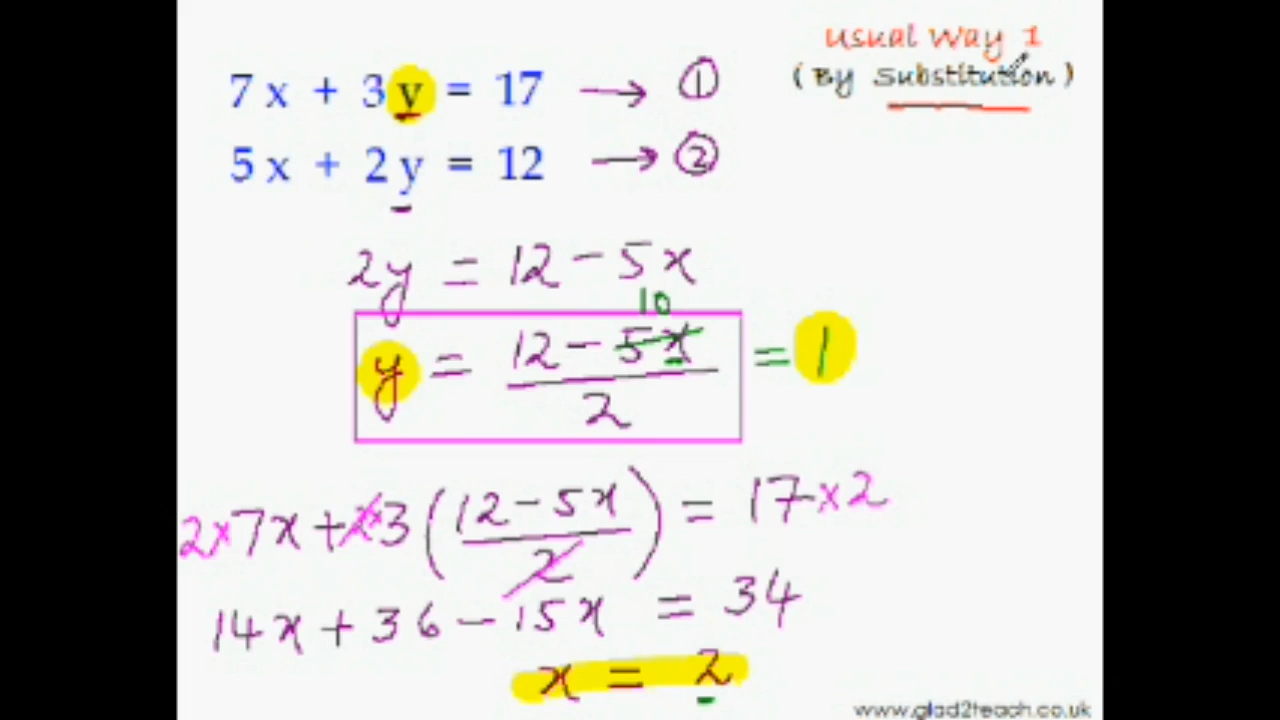 Usual Way 1
(By Substitution)
7x + 3y = 17 → ①
5x + 2y = 12 → ②
2y = 12 - 5x
10
y = 12 - 5x / 2 = 1
2×7x + 2×3(12 - 5x / 2) = 17×2
14x + 36 - 15x = 34
x = 2
www.glad2teach.co.uk